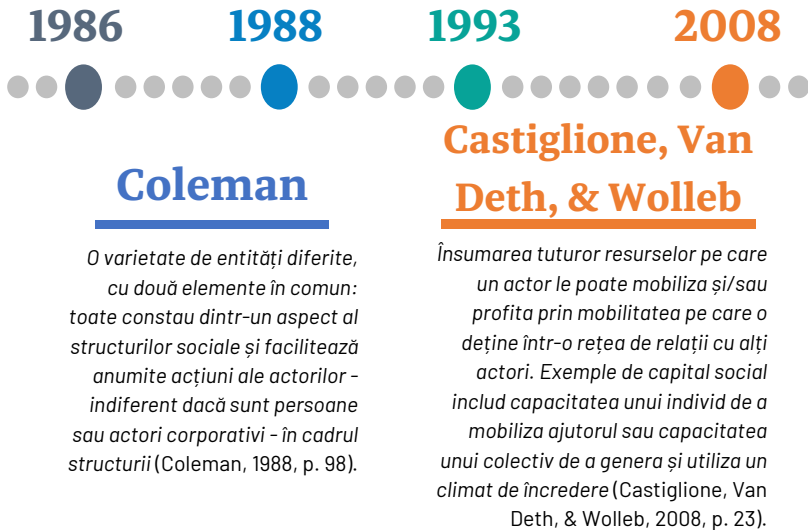 1986
1988
1993
2008
Coleman
O varietate de entități diferite,
cu două elemente în comun:
toate constau dintr-un aspect al
structurilor sociale și facilitează
anumite acțiuni ale actorilor -
indiferent dacă sunt persoane
sau actori corporativi - în cadrul
structurii (Coleman, 1988, p. 98).
Castiglione, Van
Deth, & Wolleb
Însumarea tuturor resurselor pe care
un actor le poate mobiliza și/sau
profita prin mobilitatea pe care o
deține într-o rețea de relații cu alți
actori. Exemple de capital social
includ capacitatea unui individ de a
mobiliza ajutorul sau capacitatea
unui colectiv de a genera și utiliza un
climat de încredere (Castiglione, Van
Deth, & Wolleb, 2008, p. 23).